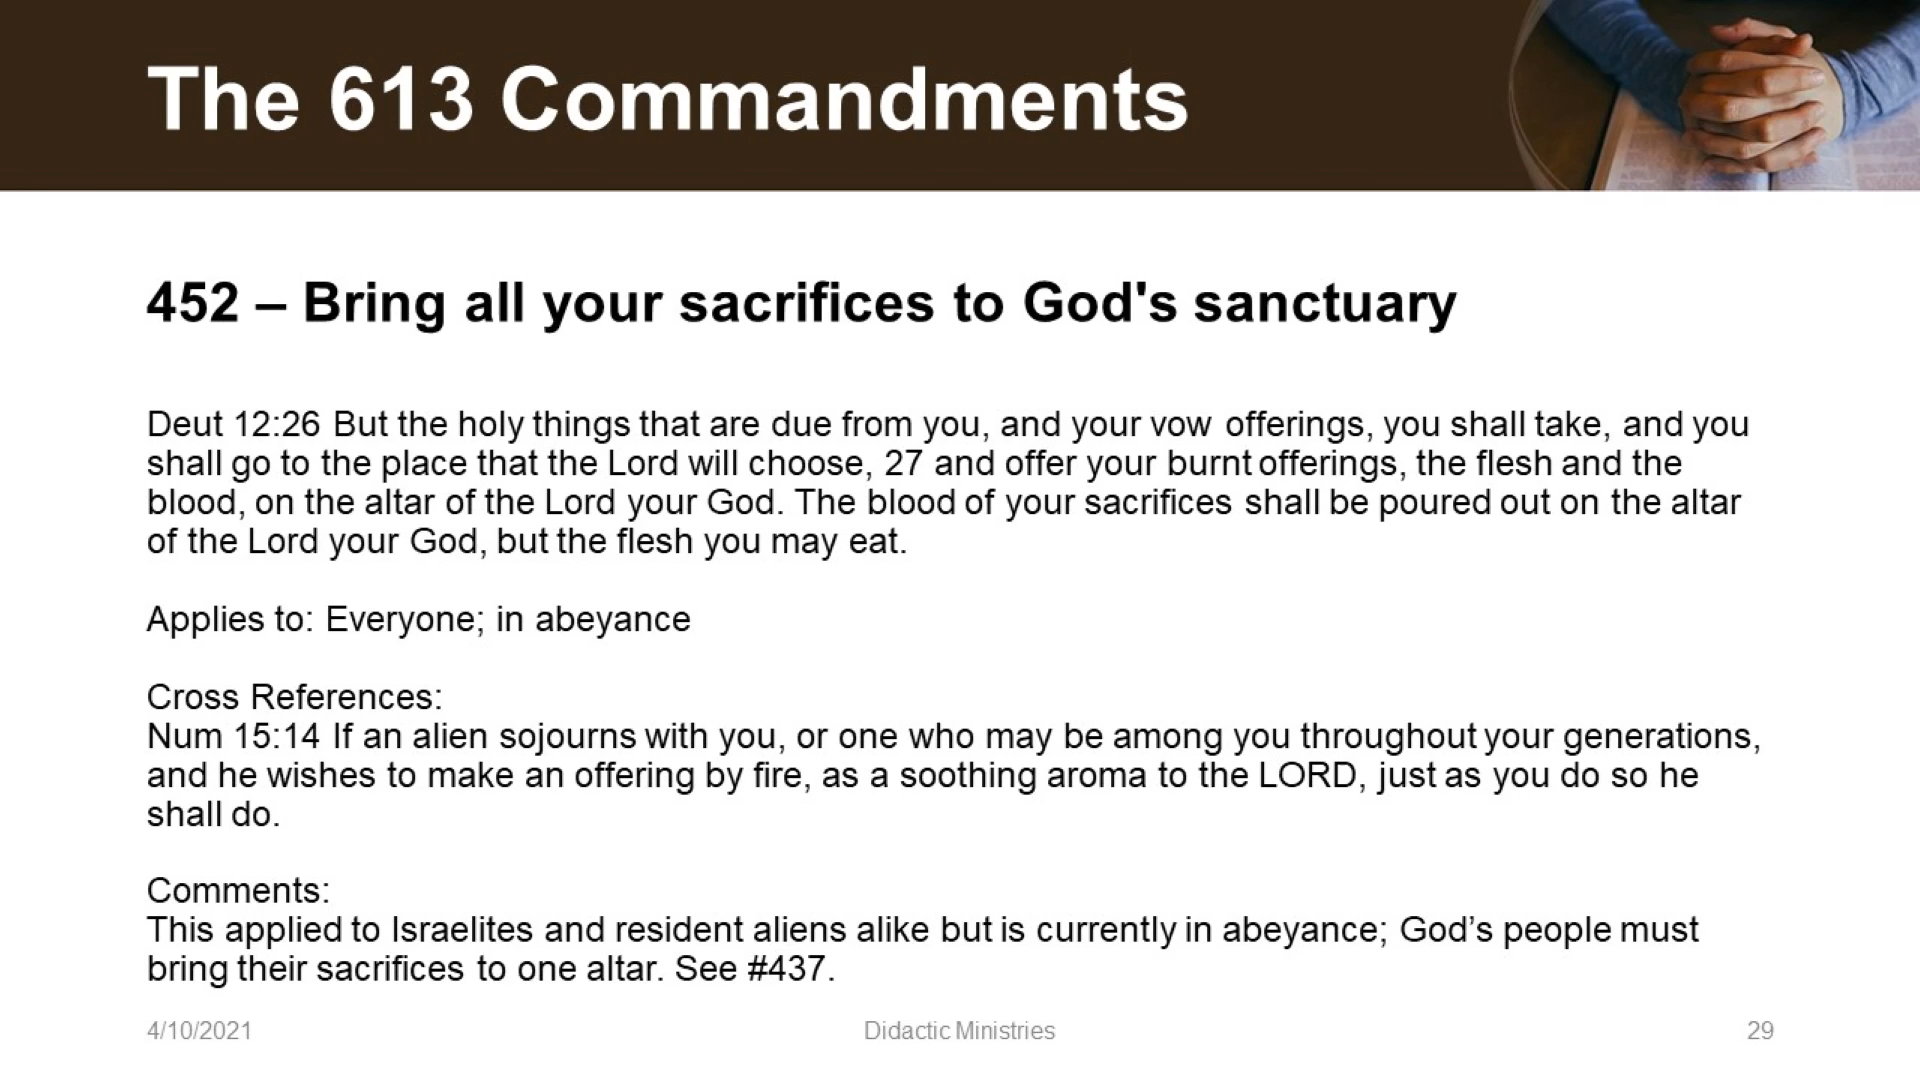 The 613 Commandments
452 – Bring all your sacrifices to God's sanctuary
Deut 12:26 But the holy things that are due from you, and your vow offerings, you shall take, and you
shall go to the place that the Lord will choose, 27 and offer your burnt offerings, the flesh and the
blood, on the altar of the Lord your God. The blood of your sacrifices shall be poured out on the altar
of the Lord your God, but the flesh you may eat.
Applies to: Everyone; in abeyance
Cross References:
Num 15:14 If an alien sojourns with you, or one who may be among you throughout your generations,
and he wishes to make an offering by fire, as a soothing aroma to the LORD, just as you do so he
shall do.
Comments:
This applied to Israelites and resident aliens alike but is currently in abeyance; God’s people must
bring their sacrifices to one altar. See #437.
4/10/2021 Didactic Ministries 29